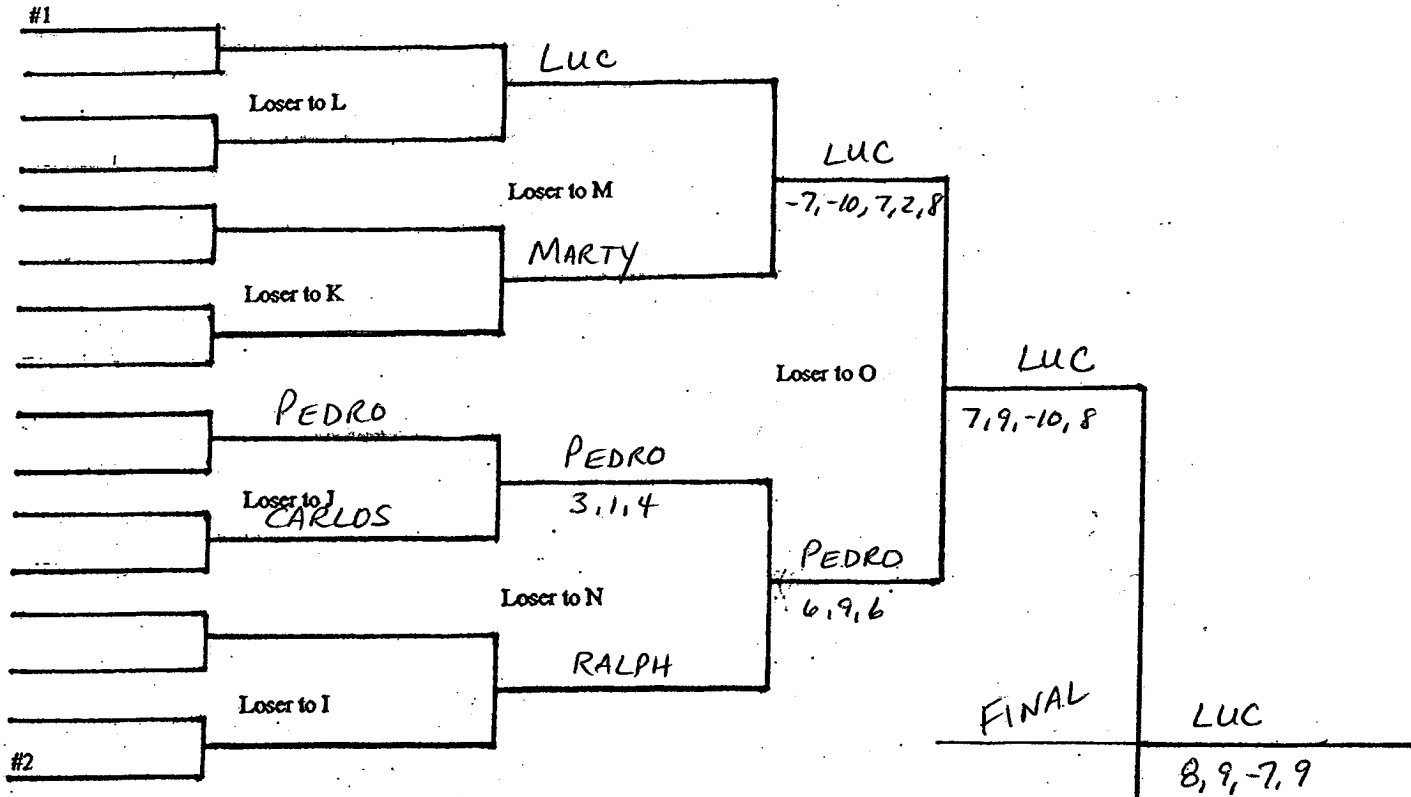 #1
LUC
Loser to L
LUC
Loser to M
-7,-10,7,2,8
MARTY
Loser to K
LUC
Loser to O
PEDRO
7,9,-10,8
PEDRO
Loser to J
3,1,4
CARLOS
PEDRO
Loser to N
6,9,6
RALPH
Loser to I
FINAL
LUC
#2
8,9,-7,9